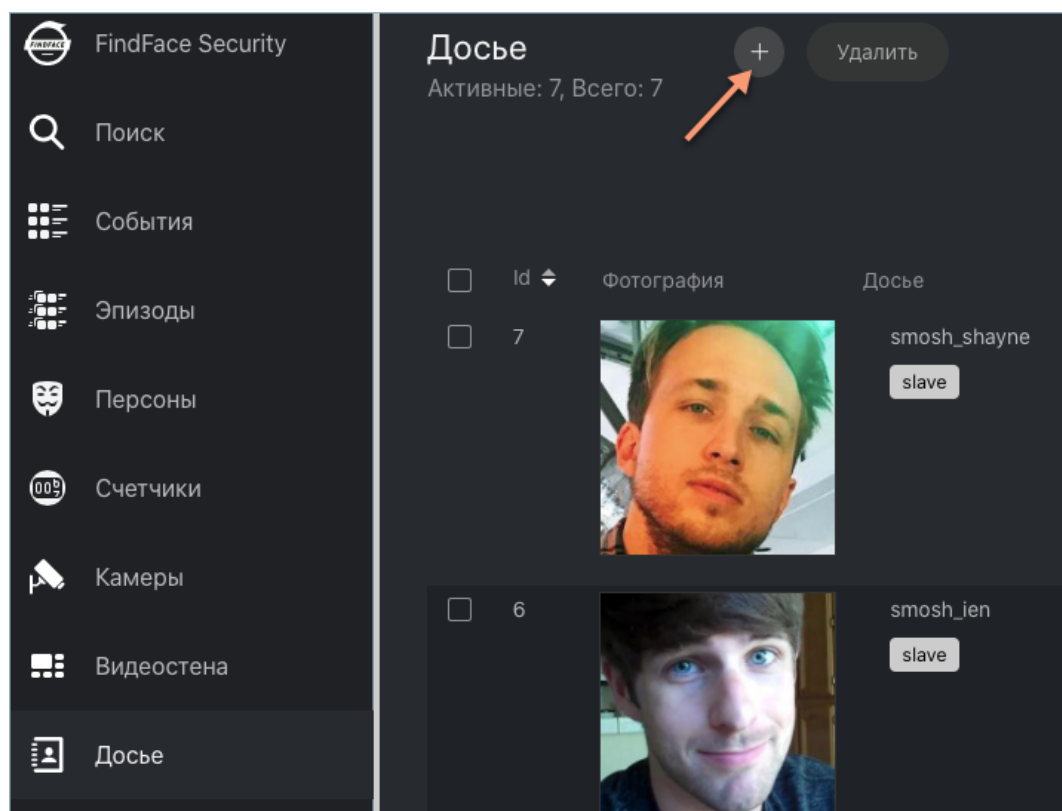 FINDFACE
FindFace Security
Поиск
События
Эпизоды
Персоны
Счетчики
Камеры
Видеостена
Досье
Досье
+
Удалить
Активные: 7, Всего: 7
Id
Фотография
Досье
7
smosh_shayne
slave
6
smosh_ien
slave